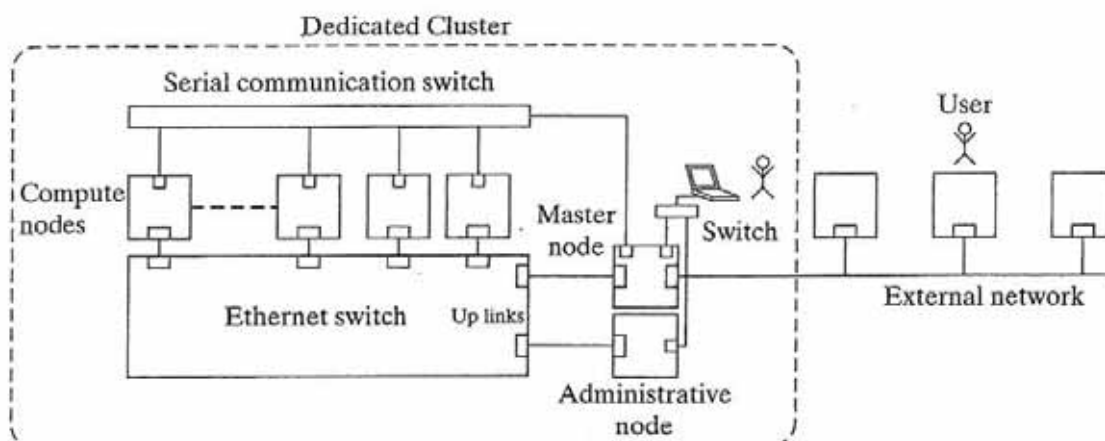 Dedicated Cluster
Serial communication switch
User
Compute
nodes
Master
node
Switch
Ethernet switch
Up links
External network
Administrative
node